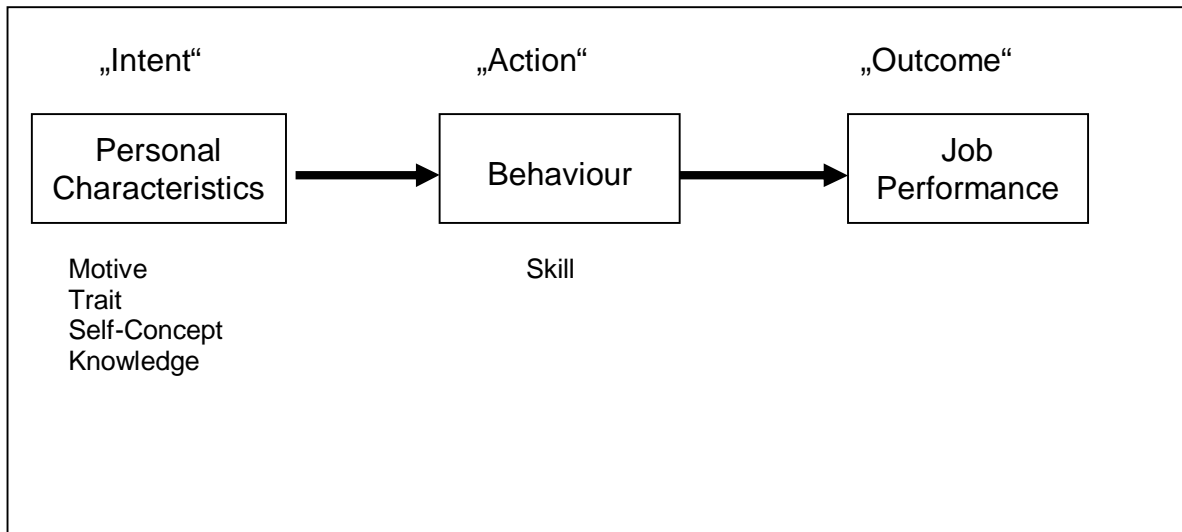 „Intent“
„Action“
„Outcome“
Personal
Characteristics
Behaviour
Job
Performance
Motive
Trait
Self-Concept
Knowledge
Skill